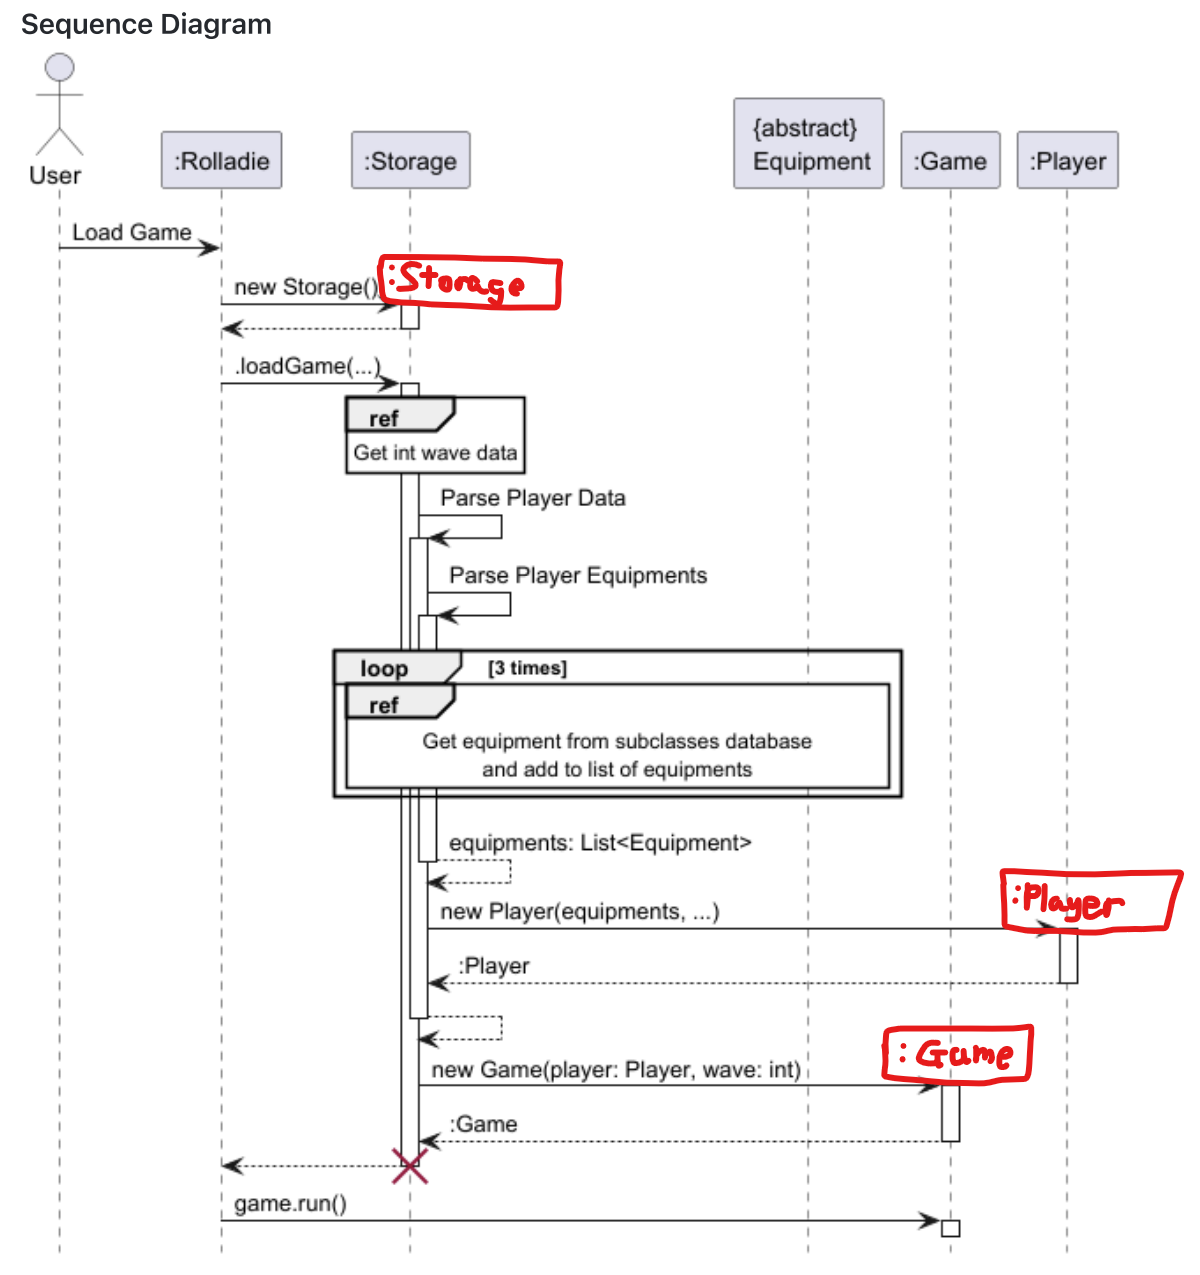 Sequence Diagram
User
:Rolladie
:Storage
{abstract}
Equipment
:Game
:Player
Load Game
new Storage()
:Storage
.loadGame(...)
ref
Get int wave data
Parse Player Data
Parse Player Equipments
loop
[3 times]
ref
Get equipment from subclasses database
and add to list of equipments
equipments: List<Equipment>
new Player(equipments, ...)
:Player
:Player
new Game(player: Player, wave: int)
:Game
:Game
game.run()